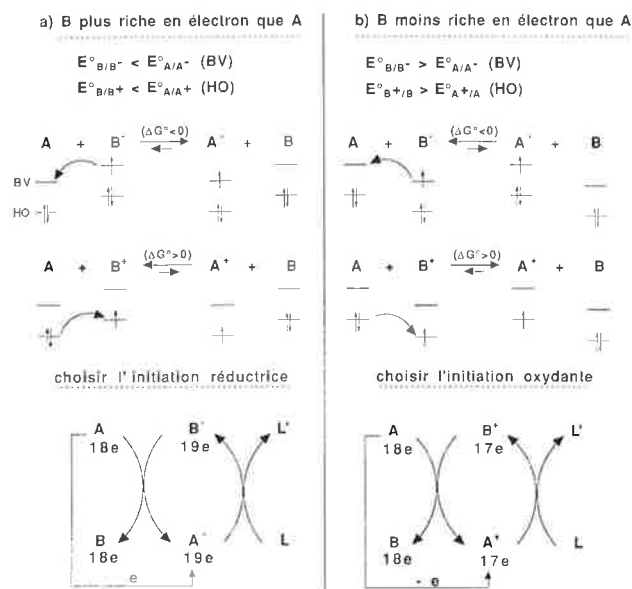 a) B plus riche en électron que A
E°B/B- < E°A/A- (BV)
E°B/B+ < E°A/A+ (HO)
A + B- (ΔG°<0) A- + B
BV
HO
A + B+ (ΔG°>0) A+ + B
choisir l'initiation réductrice
A B- L'
18e 19e
B A- L
18e 19e
e
b) B moins riche en électron que A
E°B/B- > E°A/A- (BV)
E°B+/B > E°A+/A (HO)
A + B- (ΔG°<0) A- + B
A + B+ (ΔG°>0) A+ + B
choisir l'initiation oxydante
A B+ L'
18e 17e
B A+ L
18e 17e
- e